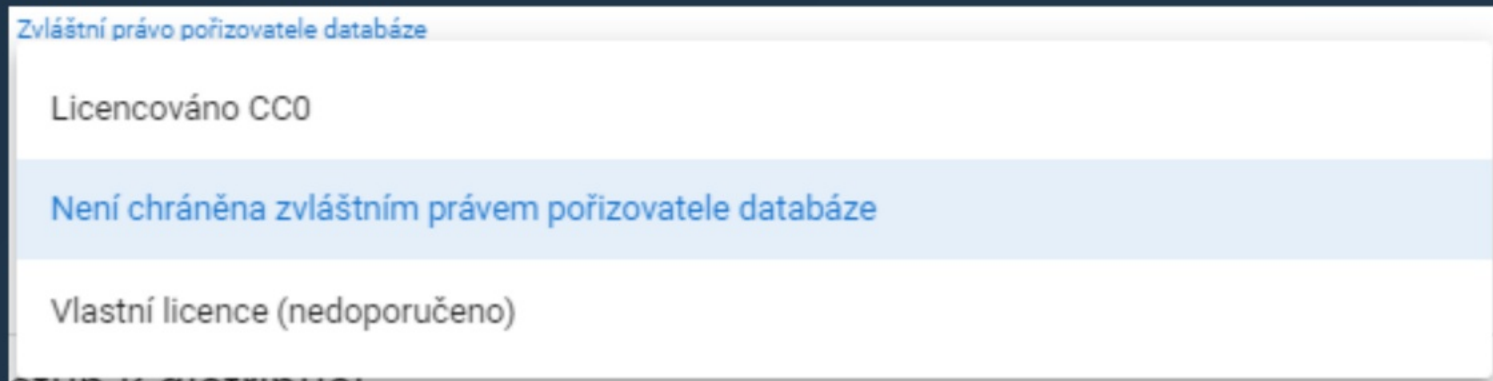 Zvláštní právo pořizovatele databáze
Licencováno CC0
Není chráněna zvláštním právem pořizovatele databáze
Vlastní licence (nedoporučeno)